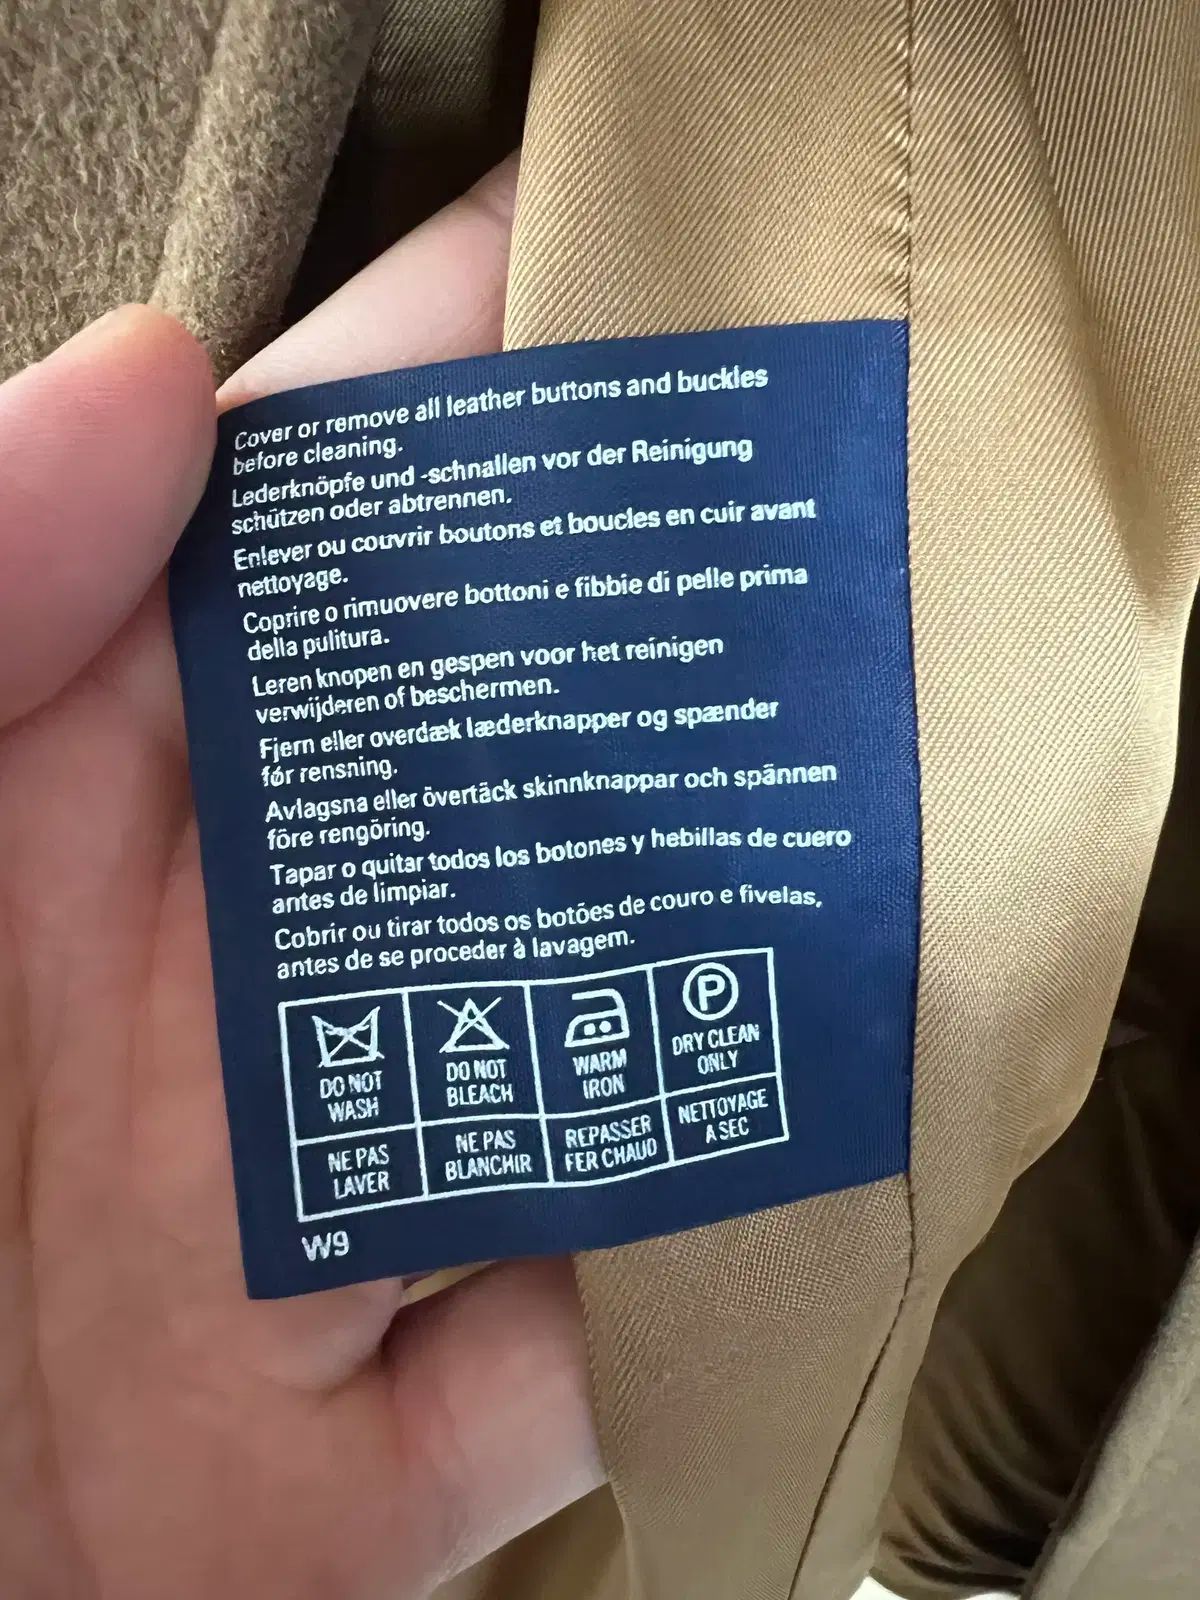 Cover or remove all leather buttons and buckles
before cleaning.
Lederknöpfe und -schnallen vor der Reinigung
schützen oder abtrennen.
Enlever ou couvrir boutons et boucles en cuir avant
nettoyage.
Coprire o rimuovere bottoni e fibbie di pelle prima
della pulitura.
Leren knopen en gespen voor het reinigen
verwijderen of beschermen.
Fjern eller overdæk læderknapper og spænder
fór rensning.
Avlagsna eller övertäck skinnknappar och spännen
före rengöring.
Tapar o quitar todos los botones y hebillas de cuero
antes de limpiar.
Cobrir ou tirar todos os botões de couro e fivelas,
antes de se proceder à lavagem.
P
DO NOT WASH
DO NOT BLEACH
WARM IRON
DRY CLEAN ONLY
NE PAS LAVER
NE PAS BLANCHIR
REPASSER FER CHAUD
NETTOYAGE A SEC
W9